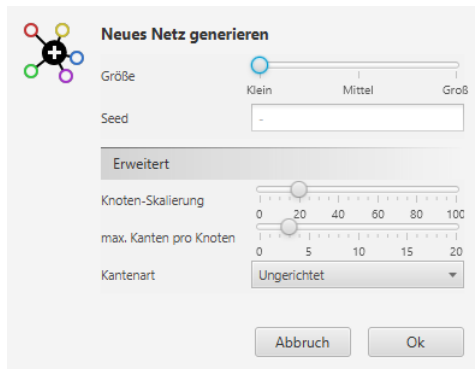 Neues Netz generieren
Größe
Klein Mittel Groß
Seed -
Erweitert
Knoten-Skalierung
0 20 40 60 80 100
max. Kanten pro Knoten
0 5 10 15 20
Kantenart Ungerichtet
Abbruch Ok